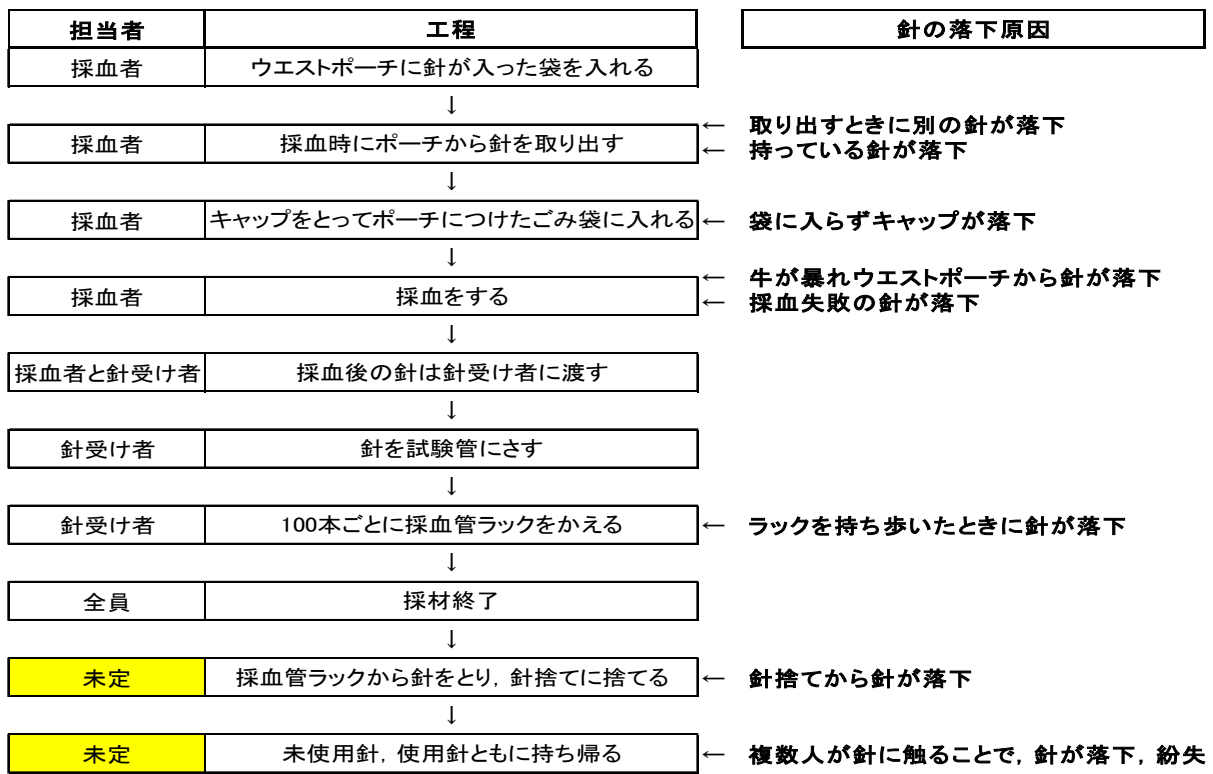 担当者 工程 針の落下原因
採血者 ウエストポーチに針が入った袋を入れる
↓
← 取り出すときに別の針が落下
採血者 採血時にポーチから針を取り出す
← 持っている針が落下
↓
採血者 キャップをとってポーチにつけたごみ袋に入れる ← 袋に入らずキャップが落下
↓
← 牛が暴れウエストポーチから針が落下
採血者 採血をする
← 採血失敗の針が落下
↓
採血者と針受け者 採血後の針は針受け者に渡す
↓
針受け者 針を試験管にさす
↓
針受け者 100本ごとに採血管ラックをかえる ← ラックを持ち歩いたときに針が落下
↓
全員 採材終了
↓
未定 採血管ラックから針をとり，針捨てに捨てる ← 針捨てから針が落下
↓
未定 未使用針，使用針ともに持ち帰る ← 複数人が針に触ることで，針が落下，紛失